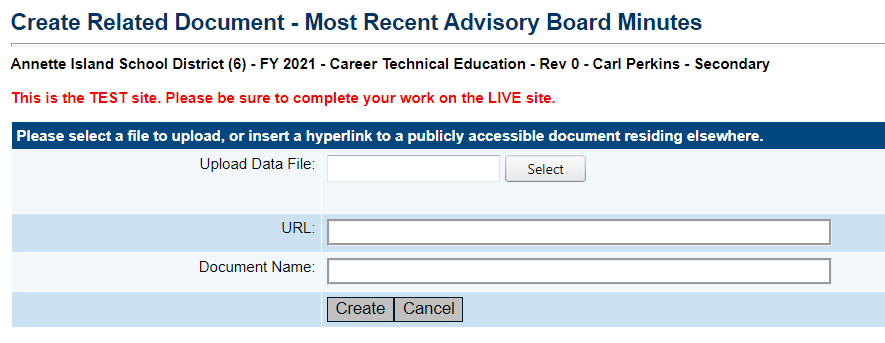 Create Related Document - Most Recent Advisory Board Minutes
Annette Island School District (6) - FY 2021 - Career Technical Education - Rev 0 - Carl Perkins - Secondary
This is the TEST site. Please be sure to complete your work on the LIVE site.
Please select a file to upload, or insert a hyperlink to a publicly accessible document residing elsewhere.
Upload Data File: Select
URL:
Document Name:
Create Cancel